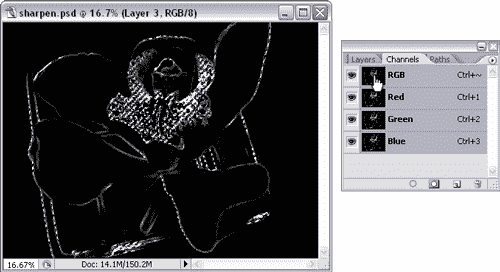 sharpen.psd @ 16.7% (Layer 3, RGB/8)
Layers Channels Paths
RGB Ctrl+~
Red Ctrl+1
Green Ctrl+2
Blue Ctrl+3
16.67% Doc: 14.1M/150.2M